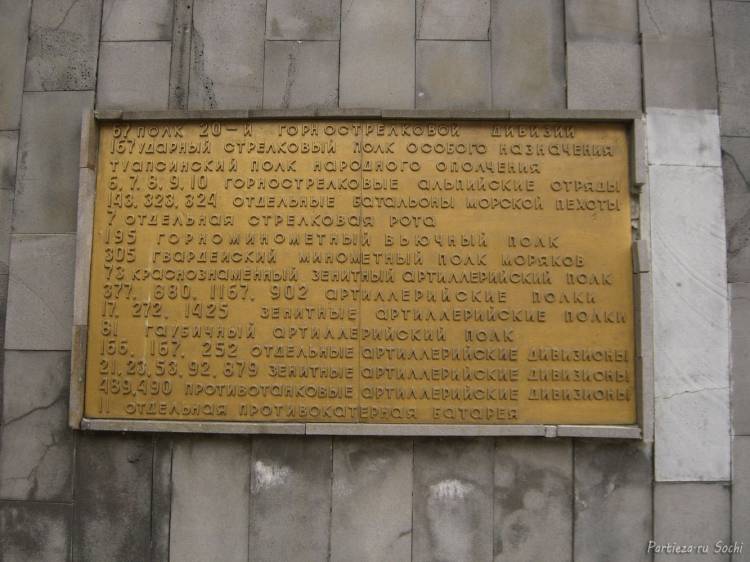 67 ПОЛК 20-Й ГОРНОСТРЕЛКОВОЙ ДИВИЗИИ
167 УДАРНЫЙ СТРЕЛКОВЫЙ ПОЛК ОСОБОГО НАЗНАЧЕНИЯ
ТУАПСИНСКИЙ ПОЛК НАРОДНОГО ОПОЛЧЕНИЯ
6, 7, 8, 9, 10 ГОРНОСТРЕЛКОВЫЕ АЛЬПИЙСКИЕ ОТРЯДЫ
143, 323, 324 ОТДЕЛЬНЫЕ БАТАЛЬОНЫ МОРСКОЙ ПЕХОТЫ
7 ОТДЕЛЬНАЯ СТРЕЛКОВАЯ РОТА
195 ГОРНОМИНОМЕТНЫЙ ВЬЮЧНЫЙ ПОЛК
305 ГВАРДЕЙСКИЙ МИНОМЕТНЫЙ ПОЛК МОРЯКОВ
73 КРАСНОЗНАМЕННЫЙ ЗЕНИТНЫЙ АРТИЛЛЕРИЙСКИЙ ПОЛК
377, 880, 1167, 902 АРТИЛЛЕРИЙСКИЕ ПОЛКИ
17, 272, 1425 ЗЕНИТНЫЕ АРТИЛЛЕРИЙСКИЕ ПОЛКИ
81 ГАУБИЧНЫЙ АРТИЛЛЕРИЙСКИЙ ПОЛК
166, 167, 252 ОТДЕЛЬНЫЕ АРТИЛЛЕРИЙСКИЕ ДИВИЗИОНЫ
21, 23, 53, 92, 879 ЗЕНИТНЫЕ АРТИЛЛЕРИЙСКИЕ ДИВИЗИОНЫ
489, 490 ПРОТИВОТАНКОВЫЕ АРТИЛЛЕРИЙСКИЕ ДИВИЗИОНЫ
11 ОТДЕЛЬНАЯ ПРОТИВОКАТЕРНАЯ БАТАРЕЯ
Partieza-ru Sochi